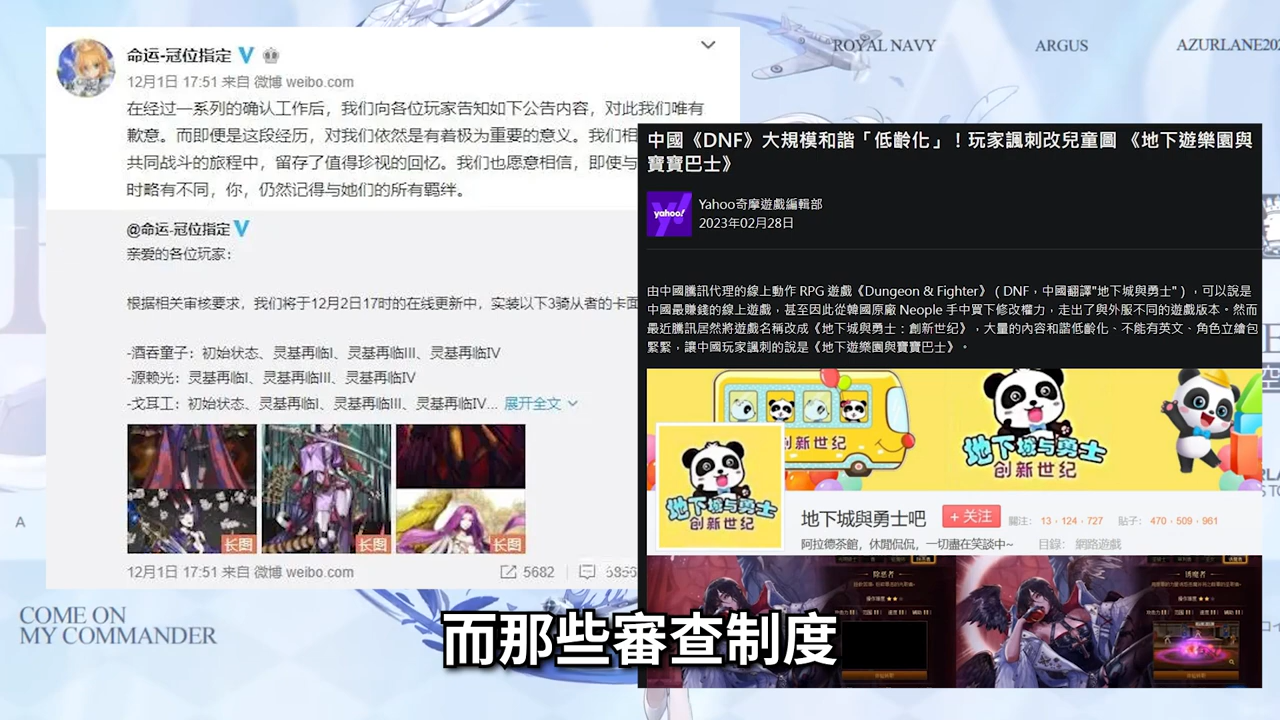 ROYAL NAVY
ARGUS
命运-冠位指定
12月1日 17:51 来自 微博 weibo.com
在经过一系列的确认工作后，我们向各位玩家告知如下公告内容，对此我们唯有
歉意。而即便是这段经历，对我们依然是有着极为重要的意义。我们相
共同战斗的旅程中，留存了值得珍视的回忆。我们也愿意相信，即使与
时略有不同，你，仍然记得与她们的所有羁绊。
@命运-冠位指定
亲爱的各位玩家：
根据相关审核要求，我们将于12月2日17时的在线更新中，实装以下3骑从者的卡面
-酒吞童子：初始状态、灵基再临I、灵基再临III、灵基再临IV
-源赖光：灵基再临I、灵基再临III、灵基再临IV
-戈耳工：初始状态、灵基再临I、灵基再临III、灵基再临IV... 展开全文
长图
长图
长图
12月1日 17:51 来自 微博 weibo.com
5682
中國《DNF》大規模和諧「低齡化」！玩家諷刺改兒童圖 《地下遊樂園與
寶寶巴士》
yahoo!
Yahoo奇摩遊戲編輯部
2023年02月28日
由中國騰訊代理的線上動作 RPG 遊戲《Dungeon & Fighter》（ DNF，中國翻譯"地下城與勇士"），可以說是
中國最賺錢的線上遊戲，甚至因此從韓國原廠 Neople 手中買下修改權力，走出了與外服不同的遊戲版本。然而
最近騰訊居然將遊戲名稱改成《地下城與勇士：創新世紀》，大量的內容和諧低齡化、不能有英文、角色立繪包
緊緊，讓中國玩家諷刺的說是《地下遊樂園與寶寶巴士》。
创新世纪
地下城与勇士
创新世纪
地下城与勇士
创新世纪
地下城與勇士吧
+ 关注
關注： 13，124，727 貼子： 470，509，961
阿拉德茶館，休閒侃侃，一切盡在笑談中~ 目錄： 網路遊戲
COME ON
MY COMMANDER
而那些審查制度